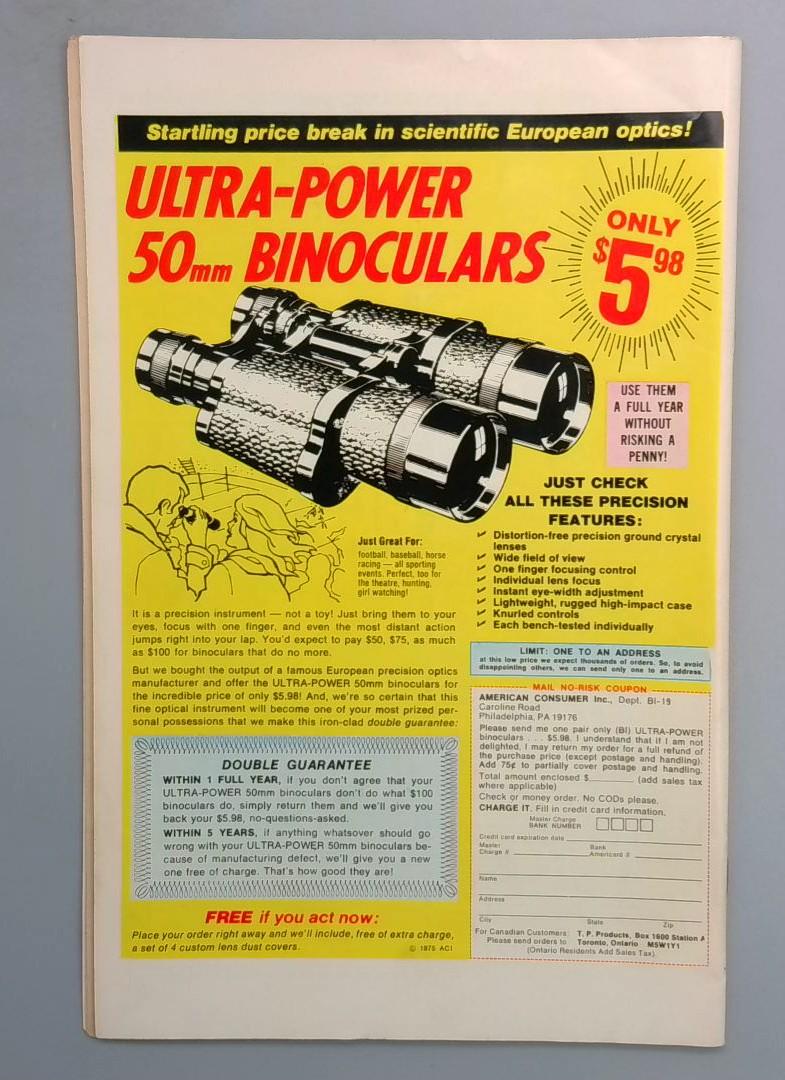 Startling price break in scientific European optics!
ULTRA-POWER
50mm BINOCULARS
ONLY
$5 98
USE THEM
A FULL YEAR
WITHOUT
RISKING A
PENNY!
JUST CHECK
ALL THESE PRECISION
FEATURES:
Distortion-free precision ground crystal
lenses
Wide field of view
One finger focusing control
Individual lens focus
Instant eye-width adjustment
Lightweight, rugged high-impact case
Knurled controls
Each bench-tested individually
Just Great For:
football, baseball, horse
racing — all sporting
events. Perfect, too for
the theatre, hunting,
girl watching!
It is a precision instrument — not a toy! Just bring them to your
eyes, focus with one finger, and even the most distant action
jumps right into your lap. You'd expect to pay $50, $75, as much
as $100 for binoculars that do no more.
But we bought the output of a famous European precision optics
manufacturer and offer the ULTRA-POWER 50mm binoculars for
the incredible price of only $5.98! And, we're so certain that this
fine optical instrument will become one of your most prized per-
sonal possessions that we make this iron-clad double guarantee:
DOUBLE GUARANTEE
WITHIN 1 FULL YEAR, if you don't agree that your
ULTRA-POWER 50mm binoculars don't do what $100
binoculars do, simply return them and we'll give you
back your $5.98, no-questions-asked.
WITHIN 5 YEARS, if anything whatsover should go
wrong with your ULTRA-POWER 50mm binoculars be-
cause of manufacturing defect, we'll give you a new
one free of charge. That's how good they are!
FREE if you act now:
Place your order right away and we'll include, free of extra charge,
a set of 4 custom lens dust covers.
© 1975 ACI
LIMIT: ONE TO AN ADDRESS
at this low price we expect thousands of orders. So, to avoid
disappointing others, we can send only one to an address.
MAIL NO-RISK COUPON
AMERICAN CONSUMER Inc., Dept. BI-19
Caroline Road
Philadelphia, PA 19176
Please send me one pair only (BI) ULTRA-POWER
binoculars . . . $5.98. I understand that if I am not
delighted, I may return my order for a full refund of
the purchase price (except postage and handling).
Add 75¢ to partially cover postage and handling.
Total amount enclosed $ (add sales tax
where applicable)
Check or money order. No CODs please.
CHARGE IT. Fill in credit card information.
Master Charge
BANK NUMBER
Credit card expiration date
Master Bank
Charge # Americard #
Name
Address
City State Zip
For Canadian Customers: T. P. Products, Box 1600 Station A
Please send orders to Toronto, Ontario M5W1Y1
(Ontario Residents Add Sales Tax).